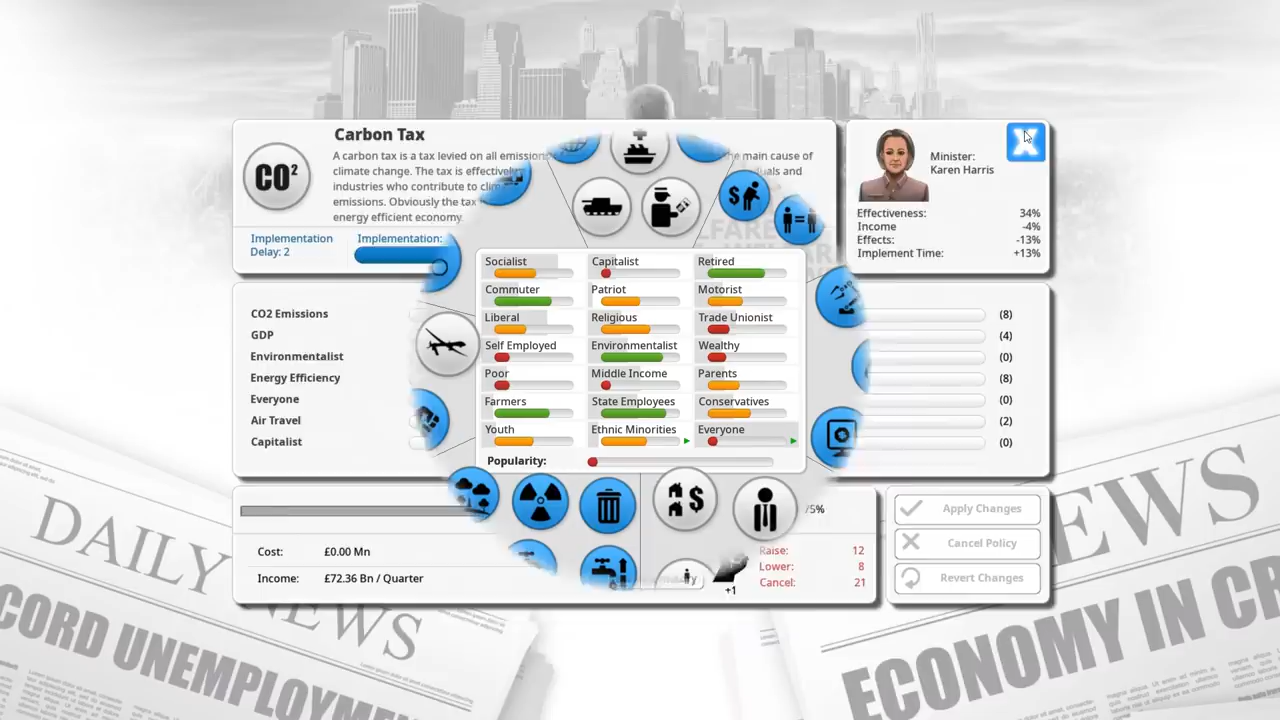 Carbon Tax
CO²
A carbon tax is a tax levied on all emissions
he main cause of
climate change. The tax is effectively
uals and
industries who contribute to
emissions. Obviously the tax
energy efficient economy.
Implementation
Delay: 2
Implementation:
Minister:
Karen Harris
X
Effectiveness: 34%
Income -4%
Effects: -13%
Implement Time: +13%
LFARE
Socialist Capitalist Retired
Commuter Patriot Motorist
Liberal Religious Trade Unionist
Self Employed Environmentalist Wealthy
Poor Middle Income Parents
Farmers State Employees Conservatives
Youth Ethnic Minorities Everyone
Popularity:
CO2 Emissions (8)
GDP (4)
Environmentalist (0)
Energy Efficiency (8)
Everyone (0)
Air Travel (2)
Capitalist (0)
75%
Cost: £0.00 Mn
Income: £72.36 Bn / Quarter
+1
Raise: 12
Lower: 8
Cancel: 21
Apply Changes
Cancel Policy
Revert Changes
DAILY NEWS
CORD UNEMPLOYM
EWS
ECONOMY IN CR